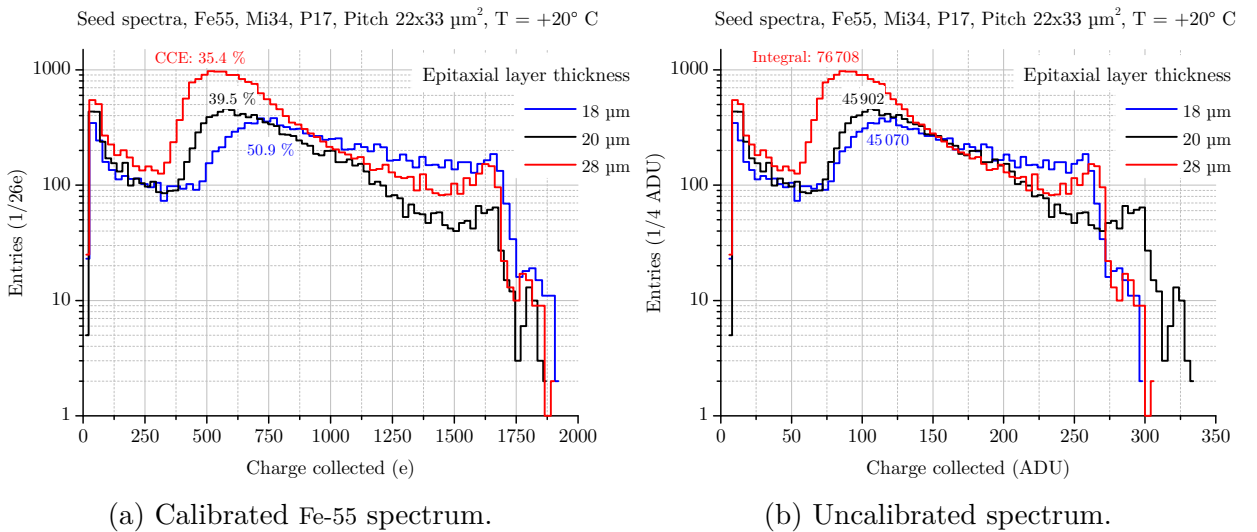 Seed spectra, Fe55, Mi34, P17, Pitch 22x33 µm², T = +20° C
CCE: 35.4 %
39.5 %
50.9 %
Epitaxial layer thickness
18 µm
20 µm
28 µm
1000
100
10
1
Entries (1/26e)
0 250 500 750 1000 1250 1500 1750 2000
Charge collected (e)
(a) Calibrated Fe-55 spectrum.
Seed spectra, Fe55, Mi34, P17, Pitch 22x33 µm², T = +20° C
Integral: 76 708
45 902
45 070
Epitaxial layer thickness
18 µm
20 µm
28 µm
1000
100
10
1
Entries (1/4 ADU)
0 50 100 150 200 250 300 350
Charge collected (ADU)
(b) Uncalibrated spectrum.